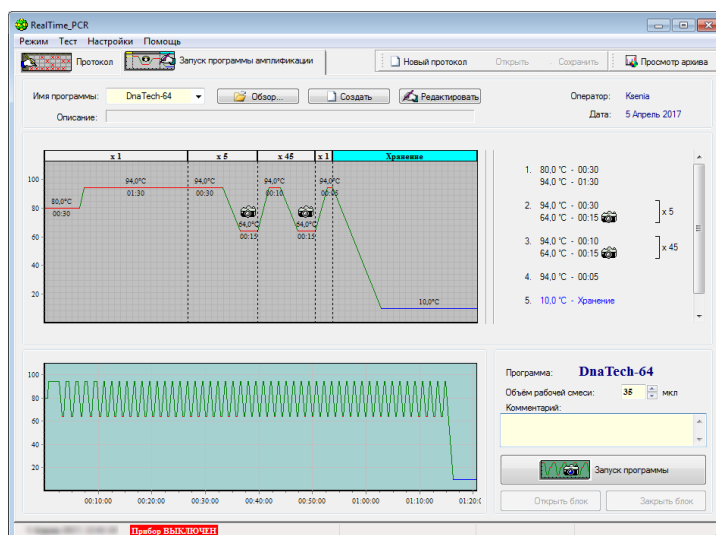 RealTime_PCR
Режим Тест Настройки Помощь
Протокол Запуск программы амплификации Новый протокол Открыть Сохранить Просмотр архива
Имя программы: DnaTech-64 Обзор... Создать Редактировать Оператор: Ksenia
Описание: Дата: 5 Апрель 2017
x 1 x 5 x 45 x 1 Хранение
100
80
60
40
20
80,0°C
00:30
94,0°C
01:30
94,0°C
00:30
64,0°C
00:15
94,0°C
00:10
64,0°C
00:15
94,0°C
00:05
10,0°C
1. 80,0 °C - 00:30
94,0 °C - 01:30
2. 94,0 °C - 00:30
64,0 °C - 00:15 x 5
3. 94,0 °C - 00:10
64,0 °C - 00:15 x 45
4. 94,0 °C - 00:05
5. 10,0 °C - Хранение
100
80
60
40
20
00:10:00 00:20:00 00:30:00 00:40:00 00:50:00 01:00:00 01:10:00 01:20:0
Программа: DnaTech-64
Объём рабочей смеси: 35 мкл
Комментарий:
Запуск программы
Открыть блок Закрыть блок
Прибор ВЫКЛЮЧЕН